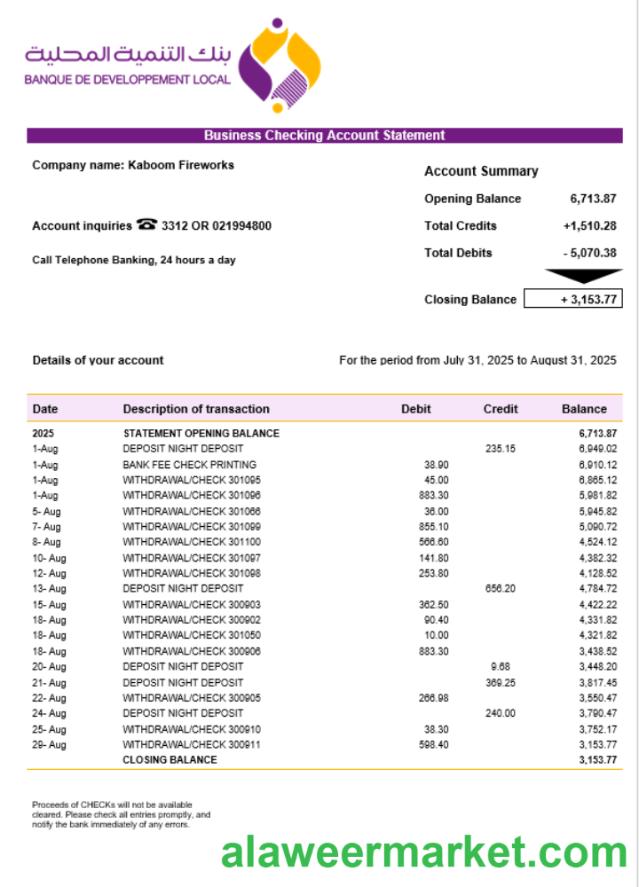 بنك التنمية المحلية
BANQUE DE DEVELOPPEMENT LOCAL
Business Checking Account Statement
Company name: Kaboom Fireworks
Account Summary
Opening Balance 6,713.87
Account inquiries ☎ 3312 OR 021994800
Total Credits +1,510.28
Call Telephone Banking, 24 hours a day
Total Debits - 5,070.38
Closing Balance + 3,153.77
Details of your account For the period from July 31, 2025 to August 31, 2025
Date Description of transaction Debit Credit Balance
2025 STATEMENT OPENING BALANCE 6,713.87
1-Aug DEPOSIT NIGHT DEPOSIT 235.15 6,949.02
1-Aug BANK FEE CHECK PRINTING 38.90 6,910.12
1-Aug WITHDRAWAL/CHECK 301095 45.00 6,865.12
1-Aug WITHDRAWAL/CHECK 301096 883.30 5,981.82
5- Aug WITHDRAWAL/CHECK 301066 36.00 5,945.82
7- Aug WITHDRAWAL/CHECK 301099 855.10 5,090.72
8- Aug WITHDRAWAL/CHECK 301100 566.60 4,524.12
10- Aug WITHDRAWAL/CHECK 301097 141.80 4,382.32
12- Aug WITHDRAWAL/CHECK 301098 253.80 4,128.52
13- Aug DEPOSIT NIGHT DEPOSIT 656.20 4,784.72
15- Aug WITHDRAWAL/CHECK 300903 362.50 4,422.22
18- Aug WITHDRAWAL/CHECK 300902 90.40 4,331.82
18- Aug WITHDRAWAL/CHECK 301050 10.00 4,321.82
18- Aug WITHDRAWAL/CHECK 300906 883.30 3,438.52
20- Aug DEPOSIT NIGHT DEPOSIT 9.68 3,448.20
21- Aug DEPOSIT NIGHT DEPOSIT 369.25 3,817.45
22- Aug WITHDRAWAL/CHECK 300905 266.98 3,550.47
24- Aug DEPOSIT NIGHT DEPOSIT 240.00 3,790.47
25- Aug WITHDRAWAL/CHECK 300910 38.30 3,752.17
29- Aug WITHDRAWAL/CHECK 300911 598.40 3,153.77
CLOSING BALANCE 3,153.77
Proceeds of CHECKs will not be available
cleared. Please check all entries promptly, and
notify the bank immediately of any errors.
alaweermarket.com